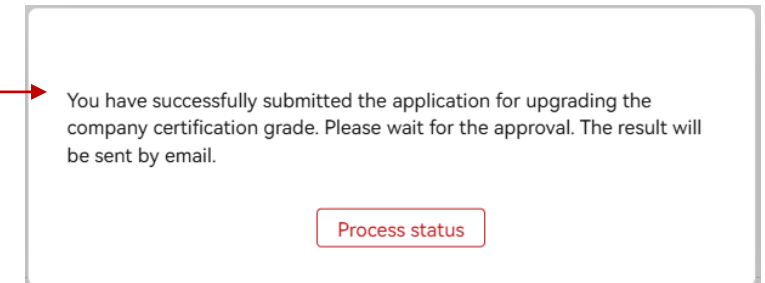 You have successfully submitted the application for upgrading the
company certification grade. Please wait for the approval. The result will
be sent by email.
Process status